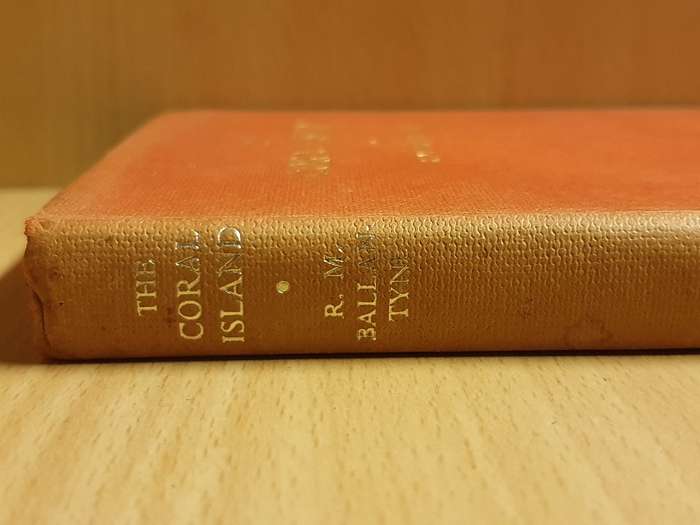 THE
CORAL
ISLAND
R. M.
BALLAN
TYNE